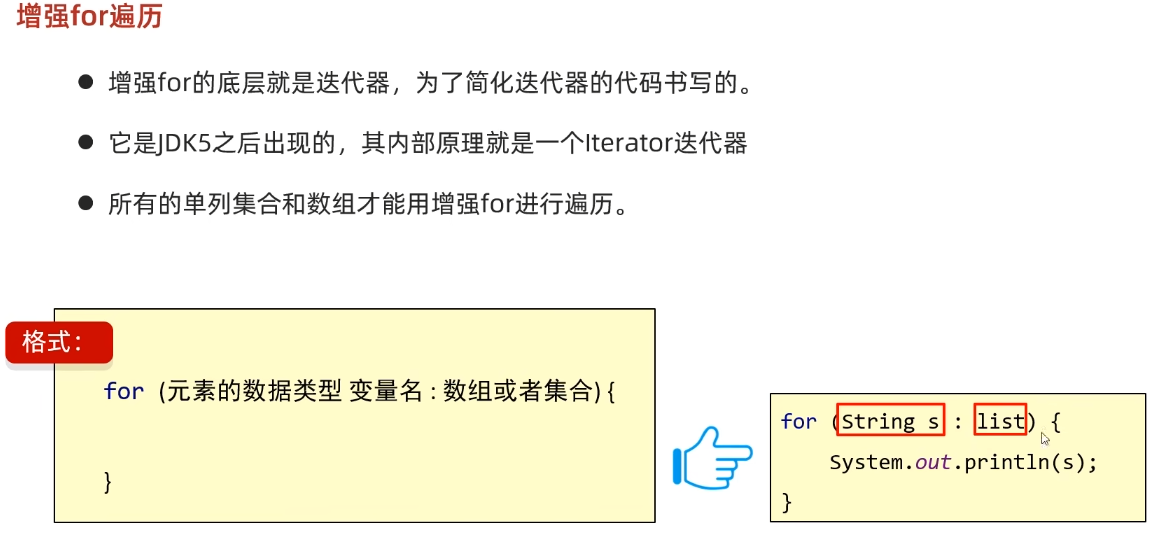 增强for遍历
增强for的底层就是迭代器，为了简化迭代器的代码书写的。
它是JDK5之后出现的，其内部原理就是一个Iterator迭代器
所有的单列集合和数组才能用增强for进行遍历。
格式：
for (元素的数据类型 变量名 : 数组或者集合) {
}
for (String s : list) {
System.out.println(s);
}